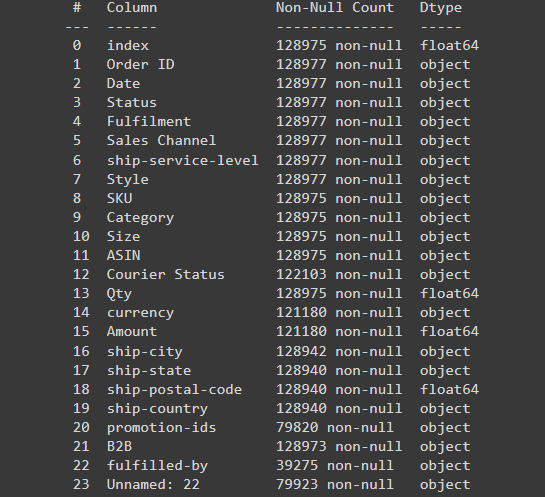 #   Column              Non-Null Count   Dtype
---  ------              --------------   -----
0   index               128975 non-null  float64
1   Order ID            128977 non-null  object
2   Date                128977 non-null  object
3   Status              128977 non-null  object
4   Fulfilment          128977 non-null  object
5   Sales Channel       128977 non-null  object
6   ship-service-level  128977 non-null  object
7   Style               128977 non-null  object
8   SKU                 128975 non-null  object
9   Category            128975 non-null  object
10  Size                128975 non-null  object
11  ASIN                128975 non-null  object
12  Courier Status      122103 non-null  object
13  Qty                 128975 non-null  float64
14  currency            121180 non-null  object
15  Amount              121180 non-null  float64
16  ship-city           128942 non-null  object
17  ship-state          128940 non-null  object
18  ship-postal-code    128940 non-null  float64
19  ship-country        128940 non-null  object
20  promotion-ids       79820 non-null   object
21  B2B                 128973 non-null  object
22  fulfilled-by        39275 non-null   object
23  Unnamed: 22         79923 non-null   object